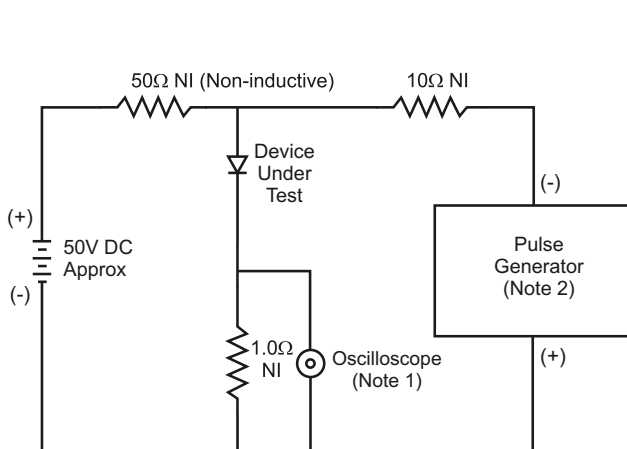 50Ω NI (Non-inductive)
10Ω NI
Device
Under
Test
(-)
(+)
50V DC
Approx
(-)
Pulse
Generator
(Note 2)
1.0Ω
NI
Oscilloscope
(Note 1)
(+)